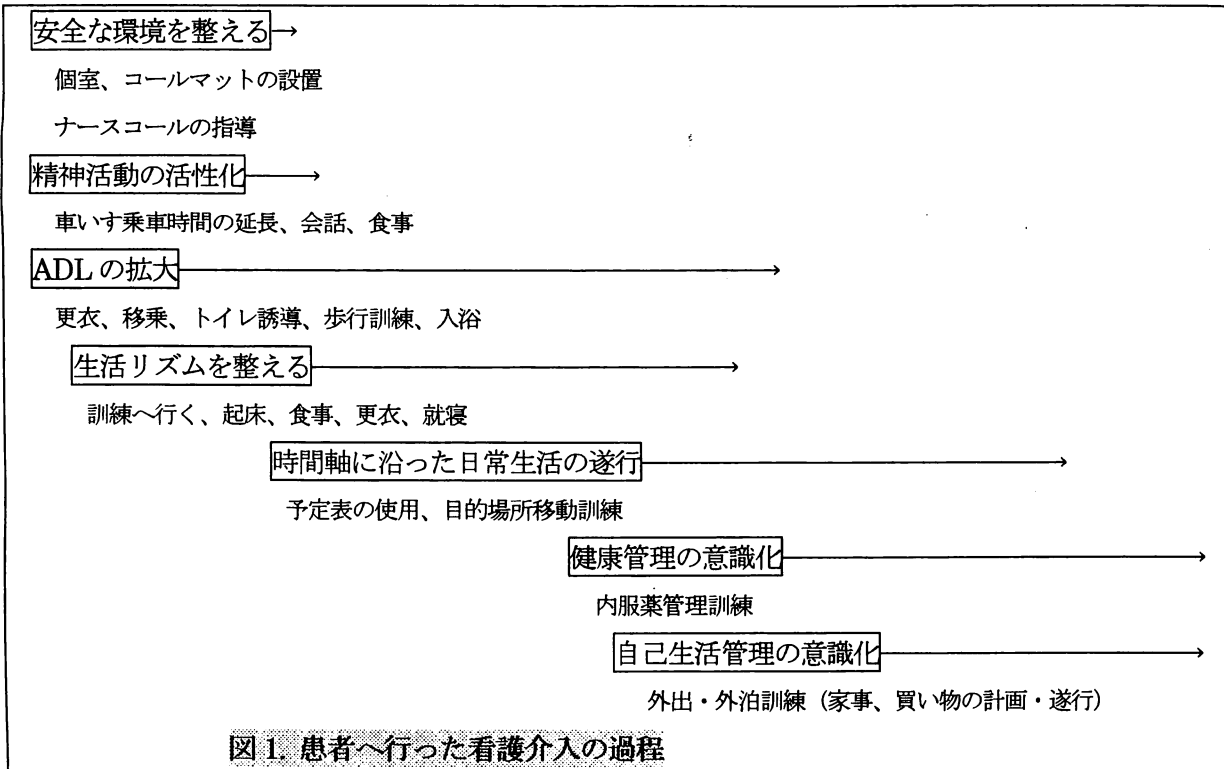 安全な環境を整える→
個室、コールマットの設置
ナースコールの指導
精神活動の活性化→
車いす乗車時間の延長、会話、食事
ADLの拡大→
更衣、移乗、トイレ誘導、歩行訓練、入浴
生活リズムを整える→
訓練へ行く、起床、食事、更衣、就寝
時間軸に沿った日常生活の遂行→
予定表の使用、目的場所移動訓練
健康管理の意識化→
内服薬管理訓練
自己生活管理の意識化→
外出・外泊訓練（家事、買い物の計画・遂行）
図1. 患者へ行った看護介入の過程